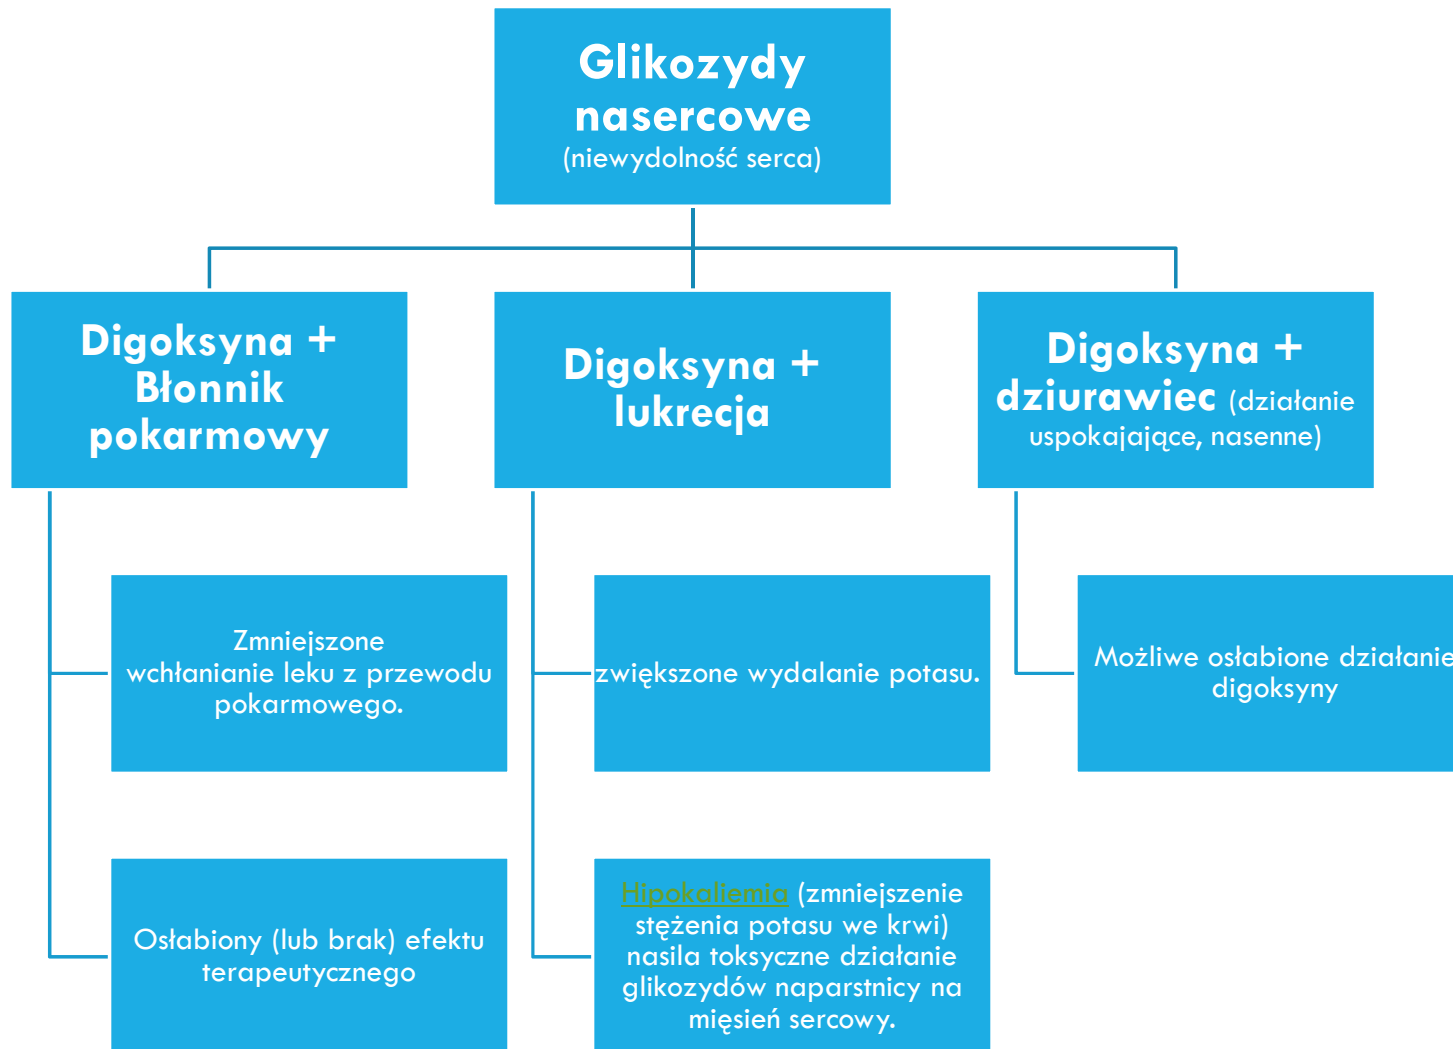 Glikozydy
nasercowe
(niewydolność serca)
Digoksyna +
Błonnik
pokarmowy
Zmniejszone
wchłanianie leku z przewodu
pokarmowego.
Osłabiony (lub brak) efektu
terapeutycznego
Digoksyna +
lukrecja
zwiększone wydalanie potasu.
Hipokaliemia (zmniejszenie
stężenia potasu we krwi)
nasila toksyczne działanie
glikozydów naparstnicy na
mięsień sercowy.
Digoksyna +
dziurawiec (działanie
uspokajające, nasenne)
Możliwe osłabione działanie
digoksyny